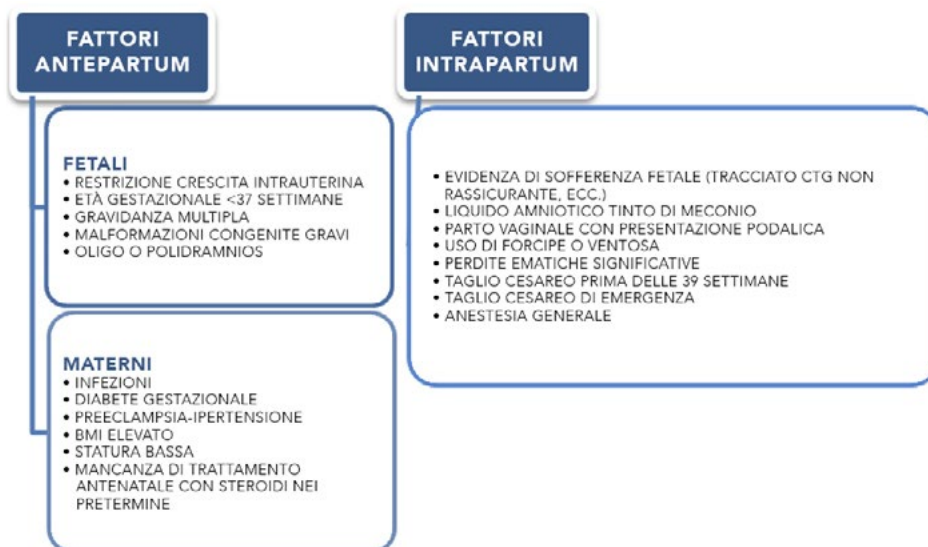 FATTORI
ANTEPARTUM
FETALI
• RESTRIZIONE CRESCITA INTRAUTERINA
• ETÀ GESTAZIONALE <37 SETTIMANE
• GRAVIDANZA MULTIPLA
• MALFORMAZIONI CONGENITE GRAVI
• OLIGO O POLIDRAMNIOS
MATERNI
• INFEZIONI
• DIABETE GESTAZIONALE
• PREECLAMPSIA-IPERTENSIONE
• BMI ELEVATO
• STATURA BASSA
• MANCANZA DI TRATTAMENTO
ANTENATALE CON STEROIDI NEI
PRETERMINE
FATTORI
INTRAPARTUM
• EVIDENZA DI SOFFERENZA FETALE (TRACCIATO CTG NON
RASSICURANTE, ECC.)
• LIQUIDO AMNIOTICO TINTO DI MECONIO
• PARTO VAGINALE CON PRESENTAZIONE PODALICA
• USO DI FORCIPE O VENTOSA
• PERDITE EMATICHE SIGNIFICATIVE
• TAGLIO CESAREO PRIMA DELLE 39 SETTIMANE
• TAGLIO CESAREO DI EMERGENZA
• ANESTESIA GENERALE